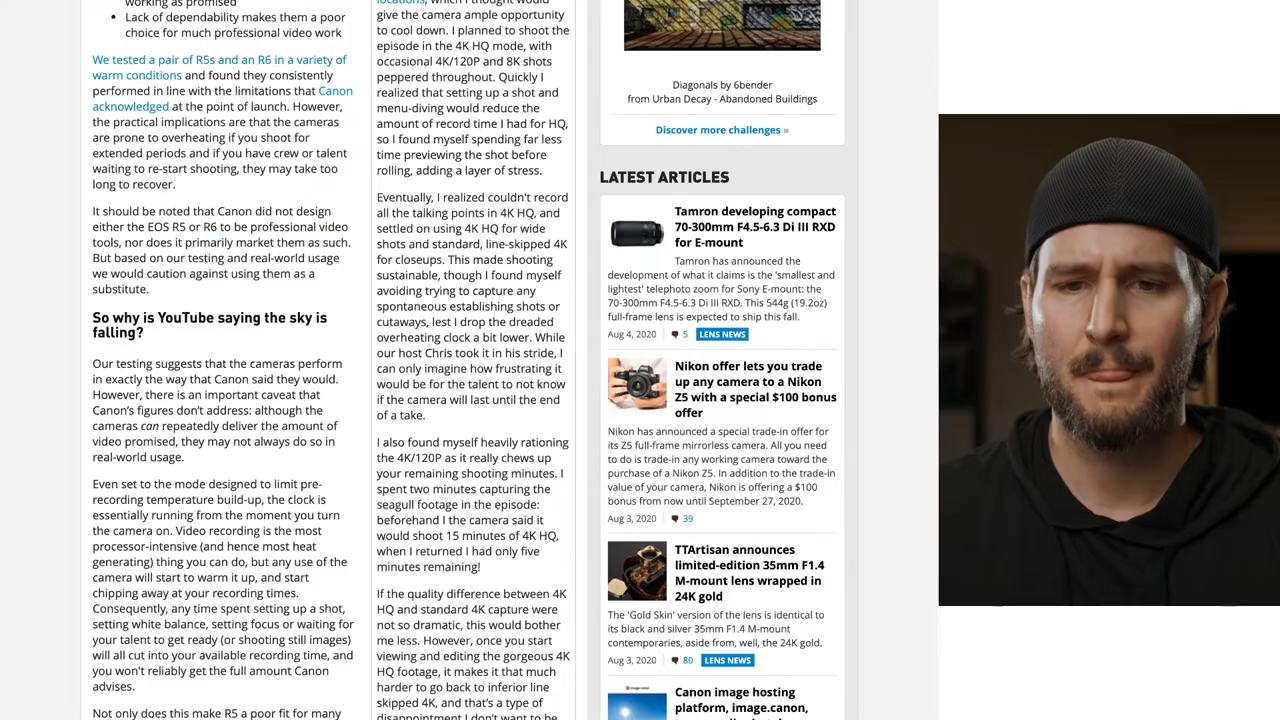 working as promised
• Lack of dependability makes them a poor
choice for much professional video work
We tested a pair of R5s and an R6 in a variety of
warm conditions and found they consistently
performed in line with the limitations that Canon
acknowledged at the point of launch. However,
the practical implications are that the cameras
are prone to overheating if you shoot for
extended periods and if you have crew or talent
waiting to re-start shooting, they may take too
long to recover.
It should be noted that Canon did not design
either the EOS R5 or R6 to be professional video
tools, nor does it primarily market them as such.
But based on our testing and real-world usage
we would caution against using them as a
substitute.
So why is YouTube saying the sky is
falling?
Our testing suggests that the cameras perform
in exactly the way that Canon said they would.
However, there is an important caveat that
Canon's figures don't address: although the
cameras can repeatedly deliver the amount of
video promised, they may not always do so in
real-world usage.
Even set to the mode designed to limit pre-
recording temperature build-up, the clock is
essentially running from the moment you turn
the camera on. Video recording is the most
processor-intensive (and hence most heat
generating) thing you can do, but any use of the
camera will start to warm it up, and start
chipping away at your recording times.
Consequently, any time spent setting up a shot,
setting white balance, setting focus or waiting for
your talent to get ready (or shooting still images)
will all cut into your available recording time, and
you won't reliably get the full amount Canon
advises.
Not only does this make R5 a poor fit for many
locations, which I thought would
give the camera ample opportunity
to cool down. I planned to shoot the
episode in the 4K HQ mode, with
occasional 4K/120P and 8K shots
peppered throughout. Quickly I
realized that setting up a shot and
menu-diving would reduce the
amount of record time I had for HQ,
so I found myself spending far less
time previewing the shot before
rolling, adding a layer of stress.
Eventually, I realized couldn't record
all the talking points in 4K HQ, and
settled on using 4K HQ for wide
shots and standard, line-skipped 4K
for closeups. This made shooting
sustainable, though I found myself
avoiding trying to capture any
spontaneous establishing shots or
cutaways, lest I drop the dreaded
overheating clock a bit lower. While
our host Chris took it in his stride, I
can only imagine how frustrating it
would be for the talent to not know
if the camera will last until the end
of a take.
I also found myself heavily rationing
the 4K/120P as it really chews up
your remaining shooting minutes. I
spent two minutes capturing the
seagull footage in the episode:
beforehand I the camera said it
would shoot 15 minutes of 4K HQ,
when I returned I had only five
minutes remaining!
If the quality difference between 4K
HQ and standard 4K capture were
not so dramatic, this would bother
me less. However, once you start
viewing and editing the gorgeous 4K
HQ footage, it makes it that much
harder to go back to inferior line
skipped 4K, and that's a type of
disappointment I don't want to be
Diagonals by 6bender
from Urban Decay - Abandoned Buildings
Discover more challenges »
LATEST ARTICLES
Tamron developing compact
70-300mm F4.5-6.3 Di III RXD
for E-mount
Tamron has announced the
development of what it claims is the 'smallest and
lightest' telephoto zoom for Sony E-mount: the
70-300mm F4.5-6.3 Di III RXD. This 544g (19.2oz)
full-frame lens is expected to ship this fall.
Aug 4, 2020 5 LENS NEWS
Nikon offer lets you trade
up any camera to a Nikon
Z5 with a special $100 bonus
offer
Nikon has announced a special trade-in offer for
its Z5 full-frame mirrorless camera. All you need
to do is trade-in any working camera toward the
purchase of a Nikon Z5. In addition to the trade-in
value of your camera, Nikon is offering a $100
bonus from now until September 27, 2020.
Aug 3, 2020 39
TTArtisan announces
limited-edition 35mm F1.4
M-mount lens wrapped in
24K gold
The 'Gold Skin' version of the lens is identical to
its black and silver 35mm F1.4 M-mount
contemporaries, aside from, well, the 24K gold.
Aug 3, 2020 80 LENS NEWS
Canon image hosting
platform, image.canon,